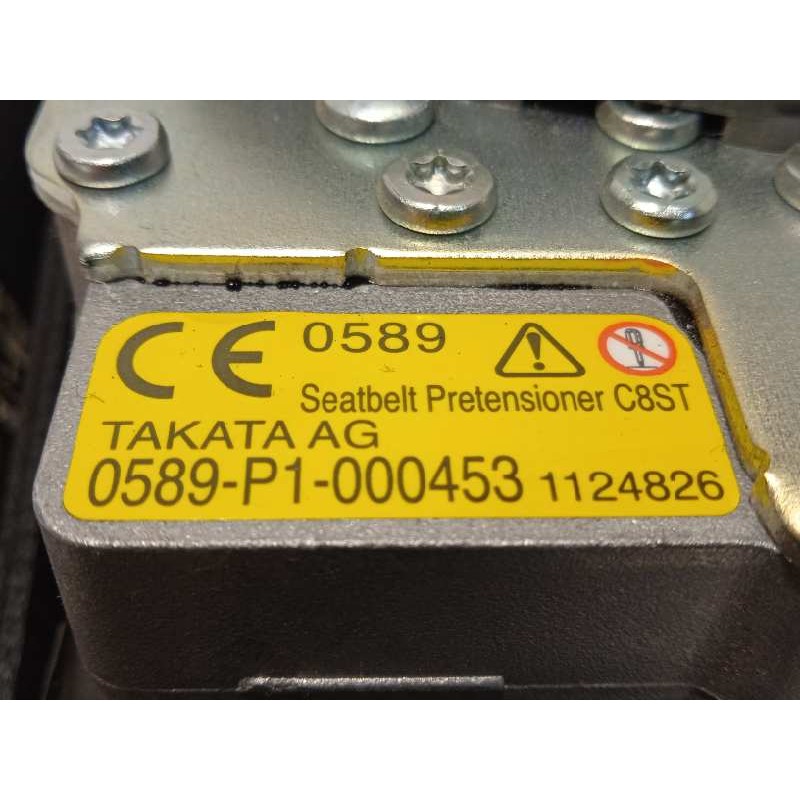 CE 0589
Seatbelt Pretensioner C8ST
TAKATA AG
0589-P1-000453 1124826